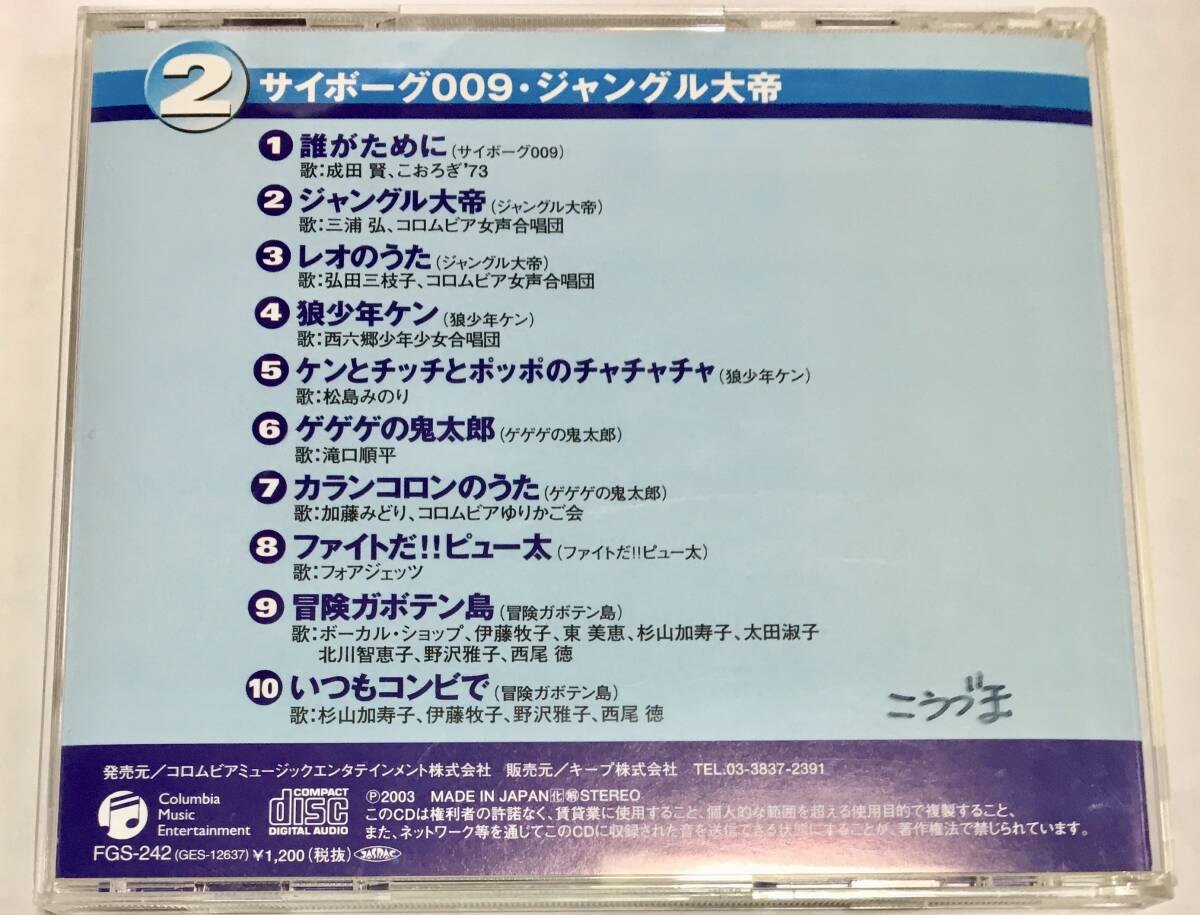 2 サイボーグ009・ジャングル大帝
1 誰がために(サイボーグ009)
歌:成田 賢、こおろぎ'73
2 ジャングル大帝(ジャングル大帝)
歌:三浦 弘、コロムビア女声合唱団
3 レオのうた(ジャングル大帝)
歌:弘田三枝子、コロムビア女声合唱団
4 狼少年ケン(狼少年ケン)
歌:西六郷少年少女合唱団
5 ケンとチッチとポッポのチャチャチャ(狼少年ケン)
歌:松島みのり
6 ゲゲゲの鬼太郎(ゲゲゲの鬼太郎)
歌:滝口順平
7 カランコロンのうた(ゲゲゲの鬼太郎)
歌:加藤みどり、コロムビアゆりかご会
8 ファイトだ!!ピュー太(ファイトだ!!ピュー太)
歌:フォアジェッツ
9 冒険ガボテン島(冒険ガボテン島)
歌:ボーカル・ショップ、伊藤牧子、東 美恵、杉山加寿子、太田淑子
北川智恵子、野沢雅子、西尾 徳
10 いつもコンビで(冒険ガボテン島)
歌:杉山加寿子、伊藤牧子、野沢雅子、西尾 徳
こうづま
発売元/コロムビアミュージックエンタテインメント株式会社 販売元/キープ株式会社 TEL.03-3837-2391
Columbia
Music
Entertainment
COMPACT
disc
DIGITAL AUDIO
Ⓟ2003 MADE IN JAPAN 化 解 STEREO
このCDは権利者の許諾なく、賃貸業に使用すること、個人的な範囲を超える使用目的で複製すること、
また、ネットワーク等を通じてこのCDに収録された音を送信できる状態にすることが、著作権法で禁じられています。
FGS-242 (GES-12637) ¥1,200(税抜) JASRAC